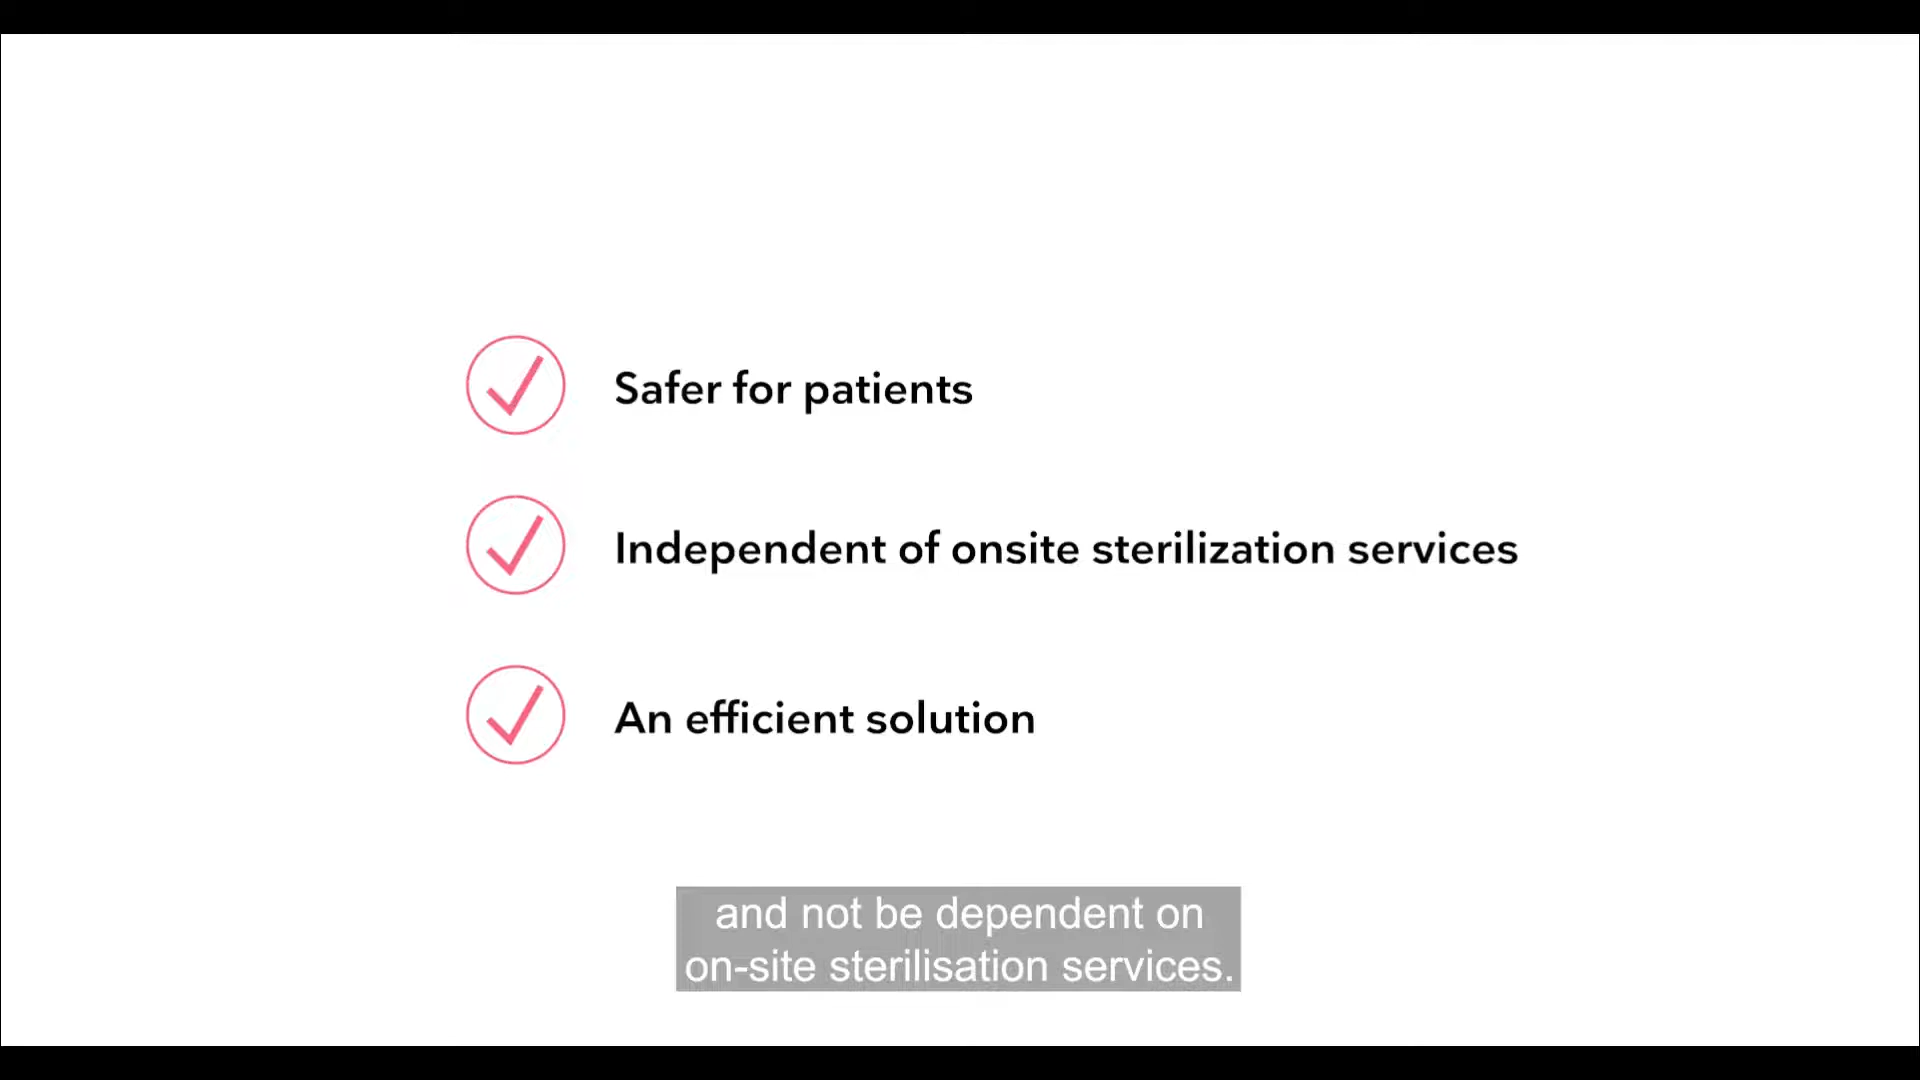 Safer for patients
Independent of onsite sterilization services
An efficient solution
and not be dependent on
on-site sterilisation services.